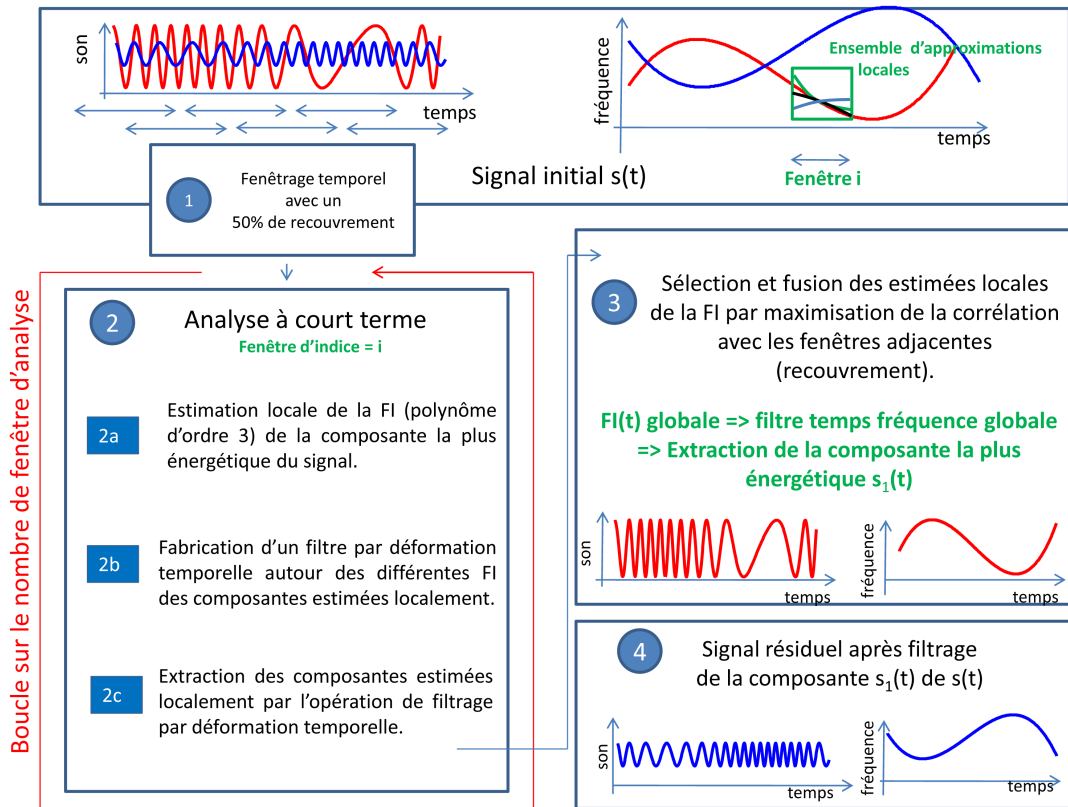 son
temps
fréquence
temps
Ensemble d'approximations
locales
Fenêtre i
Signal initial s(t)
1
Fenêtrage temporel
avec un
50% de recouvrement
Boucle sur le nombre de fenêtre d'analyse
2
Analyse à court terme
Fenêtre d'indice = i
2a
Estimation locale de la FI (polynôme
d'ordre 3) de la composante la plus
énergétique du signal.
2b
Fabrication d'un filtre par déformation
temporelle autour des différentes FI
des composantes estimées localement.
2c
Extraction des composantes estimées
localement par l'opération de filtrage
par déformation temporelle.
3
Sélection et fusion des estimées locales
de la FI par maximisation de la corrélation
avec les fenêtres adjacentes
(recouvrement).
FI(t) globale => filtre temps fréquence globale
=> Extraction de la composante la plus
énergétique s₁(t)
son
temps
fréquence
temps
4
Signal résiduel après filtrage
de la composante s₁(t) de s(t)
son
temps
fréquence
temps